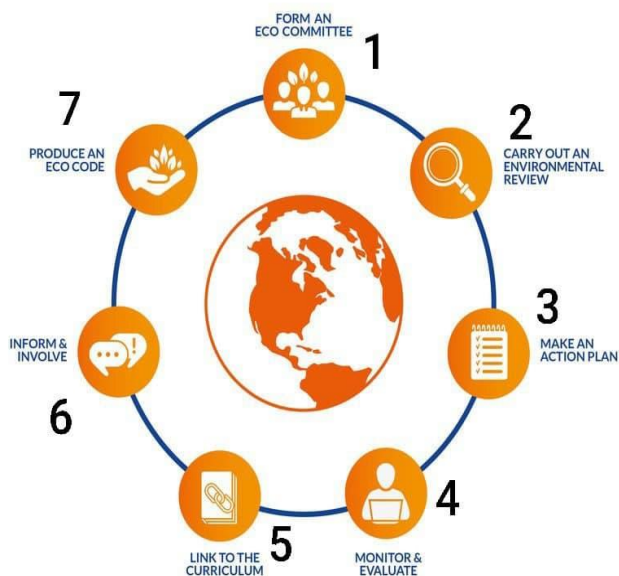 FORM AN
ECO COMMITTEE
1
2
CARRY OUT AN
ENVIRONMENTAL
REVIEW
3
MAKE AN
ACTION PLAN
4
MONITOR &
EVALUATE
5
LINK TO THE
CURRICULUM
6
INFORM &
INVOLVE
7
PRODUCE AN
ECO CODE